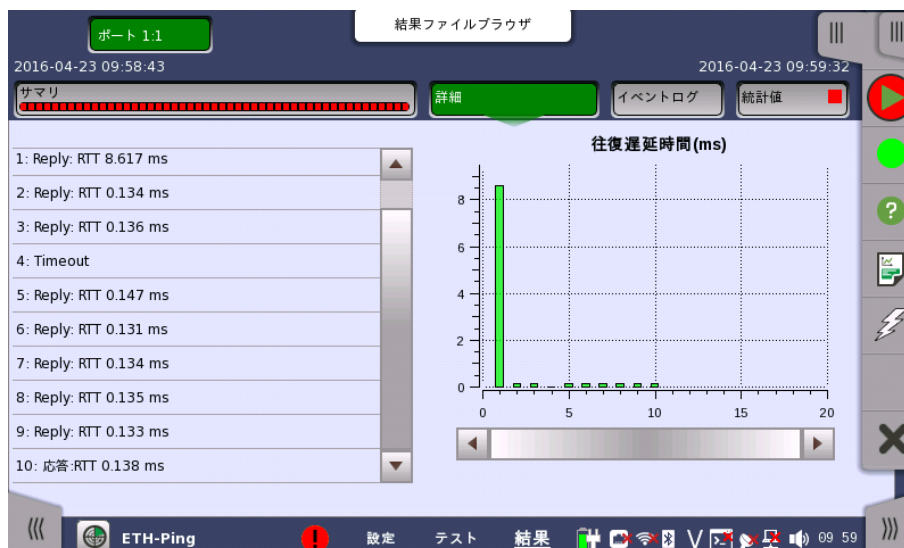 ポート 1:1
結果ファイルブラウザ
2016-04-23 09:58:43
2016-04-23 09:59:32
サマリ
詳細
イベントログ
統計値
1: Reply: RTT 8.617 ms
2: Reply: RTT 0.134 ms
3: Reply: RTT 0.136 ms
4: Timeout
5: Reply: RTT 0.147 ms
6: Reply: RTT 0.131 ms
7: Reply: RTT 0.134 ms
8: Reply: RTT 0.135 ms
9: Reply: RTT 0.133 ms
10: 応答:RTT 0.138 ms
往復遅延時間(ms)
8
6
4
2
0
0 5 10 15 20
ETH-Ping
設定
テスト
結果
09 59